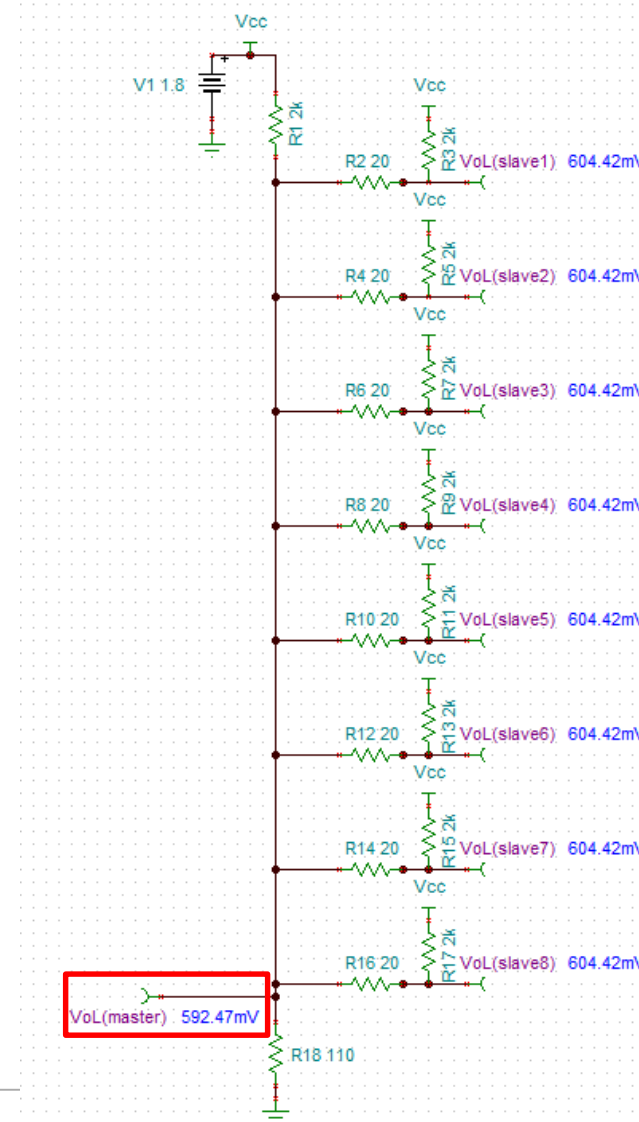 Vcc
V1 1.8
+
R1 2k
Vcc
R2 20
R3 2k
VoL(slave1) 604.42mV
Vcc
R4 20
R5 2k
VoL(slave2) 604.42mV
Vcc
R6 20
R7 2k
VoL(slave3) 604.42mV
Vcc
R8 20
R9 2k
VoL(slave4) 604.42mV
Vcc
R10 20
R11 2k
VoL(slave5) 604.42mV
Vcc
R12 20
R13 2k
VoL(slave6) 604.42mV
Vcc
R14 20
R15 2k
VoL(slave7) 604.42mV
Vcc
R16 20
R17 2k
VoL(slave8) 604.42mV
VoL(master) 592.47mV
R18 110